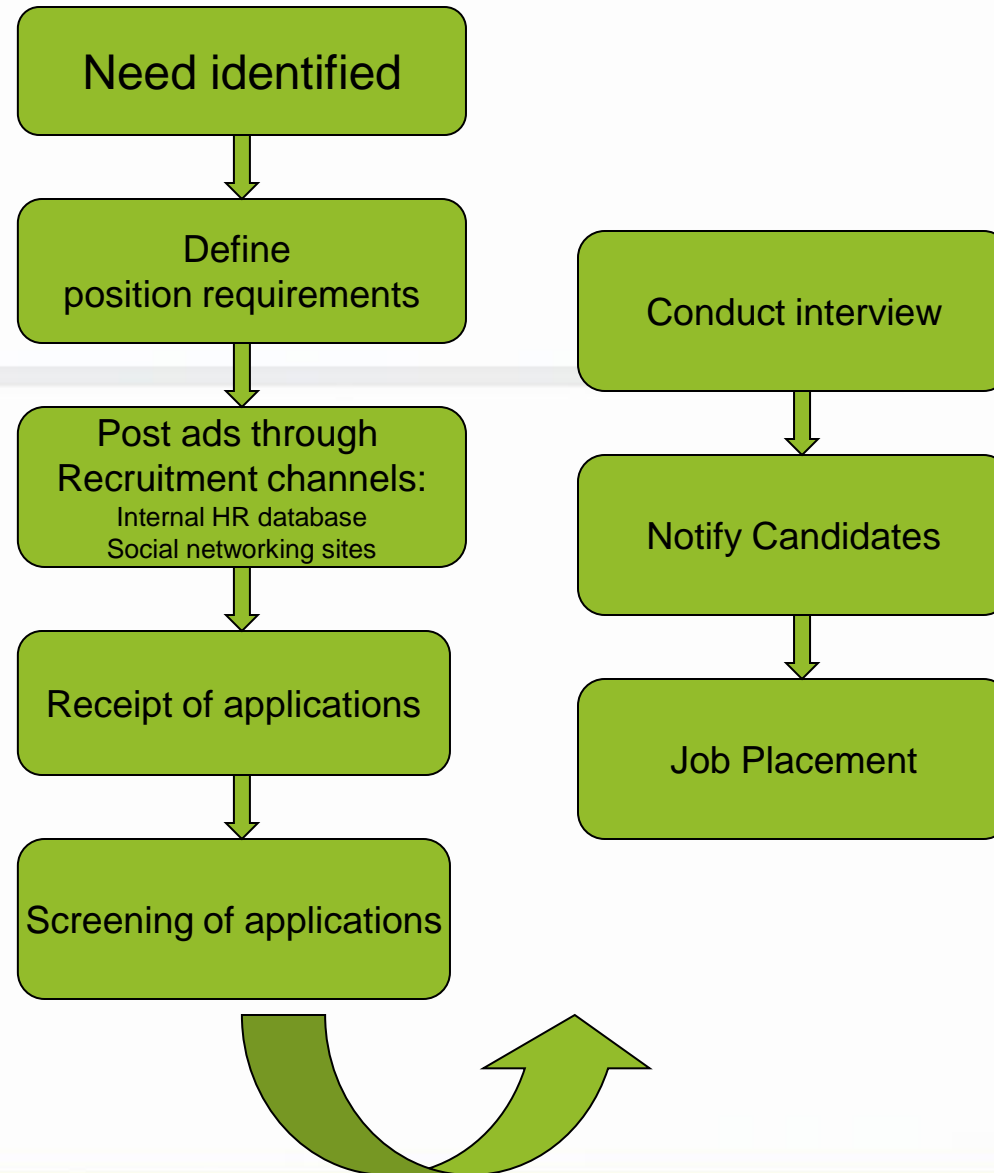 Need identified
Define
position requirements
Post ads through
Recruitment channels:
Internal HR database
Social networking sites
Receipt of applications
Screening of applications
Conduct interview
Notify Candidates
Job Placement